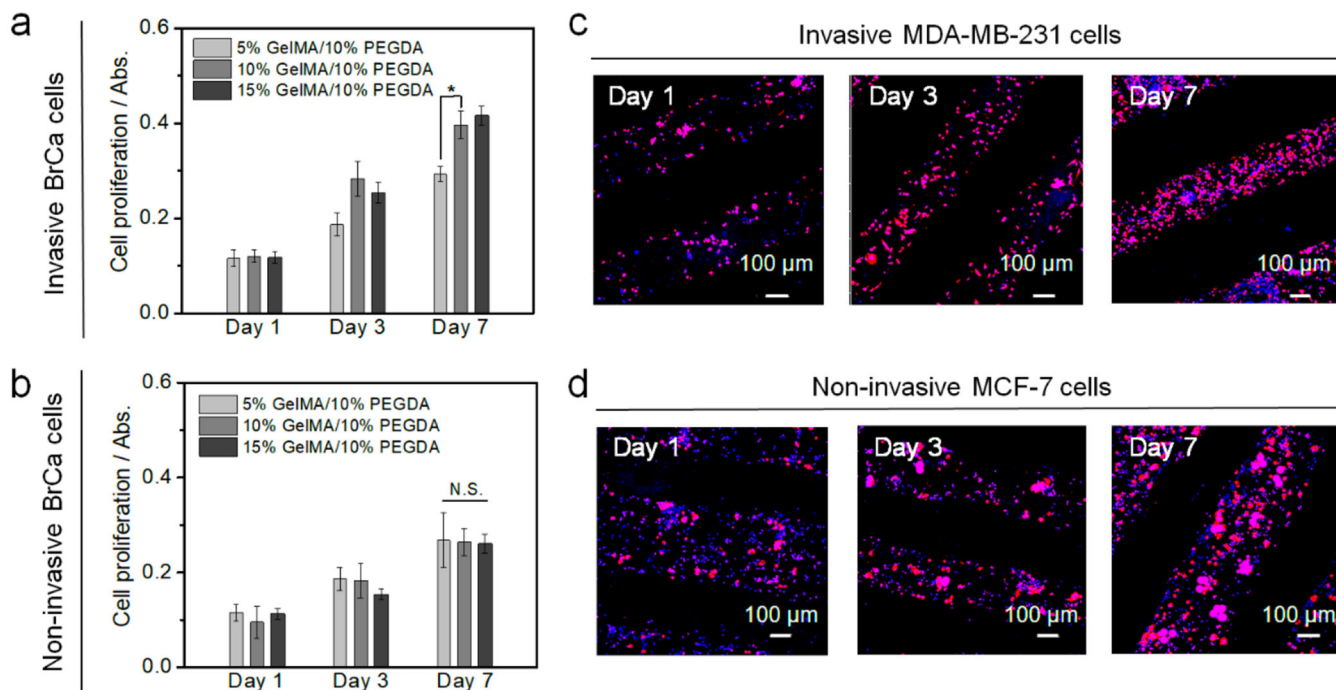 a
Invasive BrCa cells
Cell proliferation / Abs.
0.6
0.4
0.2
0.0
5% GelMA/10% PEGDA
10% GelMA/10% PEGDA
15% GelMA/10% PEGDA
*
Day 1
Day 3
Day 7
c
Invasive MDA-MB-231 cells
Day 1
100 µm
Day 3
100 µm
Day 7
100 µm
b
Non-invasive BrCa cells
Cell proliferation / Abs.
0.6
0.4
0.2
0.0
5% GelMA/10% PEGDA
10% GelMA/10% PEGDA
15% GelMA/10% PEGDA
N.S.
Day 1
Day 3
Day 7
d
Non-invasive MCF-7 cells
Day 1
100 µm
Day 3
100 µm
Day 7
100 µm